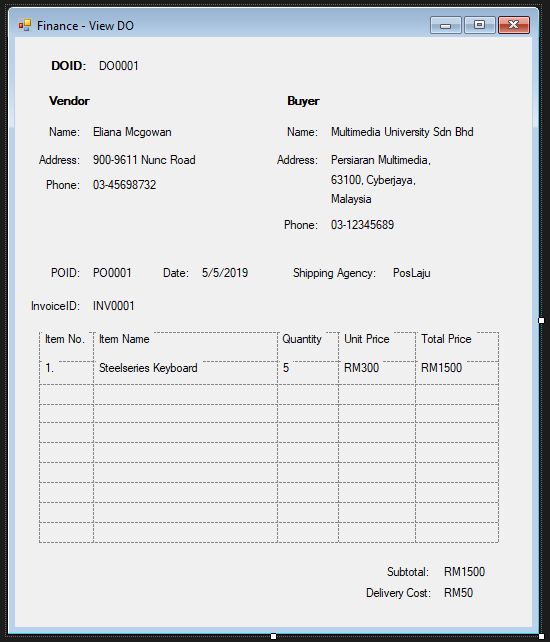 Finance - View DO
DOID: DO0001
Vendor Buyer
Name: Eliana Mcgowan Name: Multimedia University Sdn Bhd
Address: 900-9611 Nunc Road Address: Persiaran Multimedia,
63100, Cyberjaya,
Phone: 03-45698732
Malaysia
Phone: 03-12345689
POID: PO0001 Date: 5/5/2019 Shipping Agency: PosLaju
InvoiceID: INV0001
Item No. Item Name Quantity Unit Price Total Price
1. Steelseries Keyboard 5 RM300 RM1500
Subtotal: RM1500
Delivery Cost: RM50